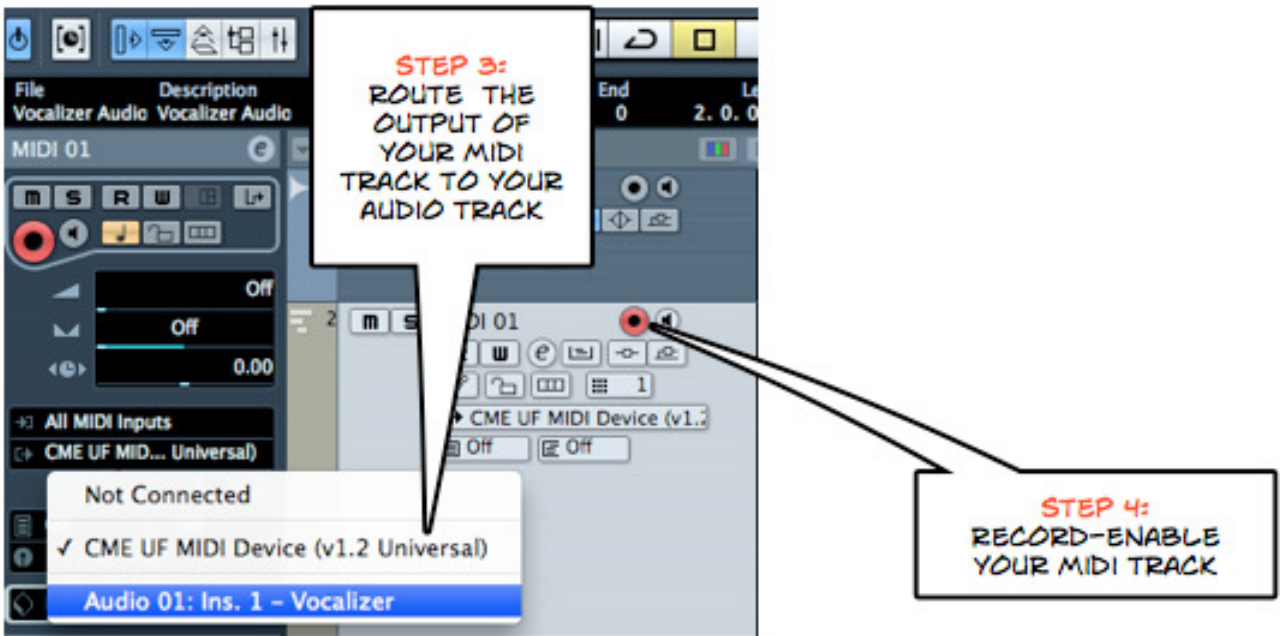 STEP 3:
ROUTE THE
OUTPUT OF
YOUR MIDI
TRACK TO YOUR
AUDIO TRACK
File Description End
Vocalizer Audio Vocalizer Audio 0 2. 0. 0
MIDI 01 e
m S R W
Off
Off
0.00
All MIDI Inputs
CME UF MID... Universal)
Not Connected
✓ CME UF MIDI Device (v1.2 Universal)
Audio 01: Ins. 1 – Vocalizer
2 m S 01
W e
1
CME UF MIDI Device (v1.2
Off Off
STEP 4:
RECORD-ENABLE
YOUR MIDI TRACK